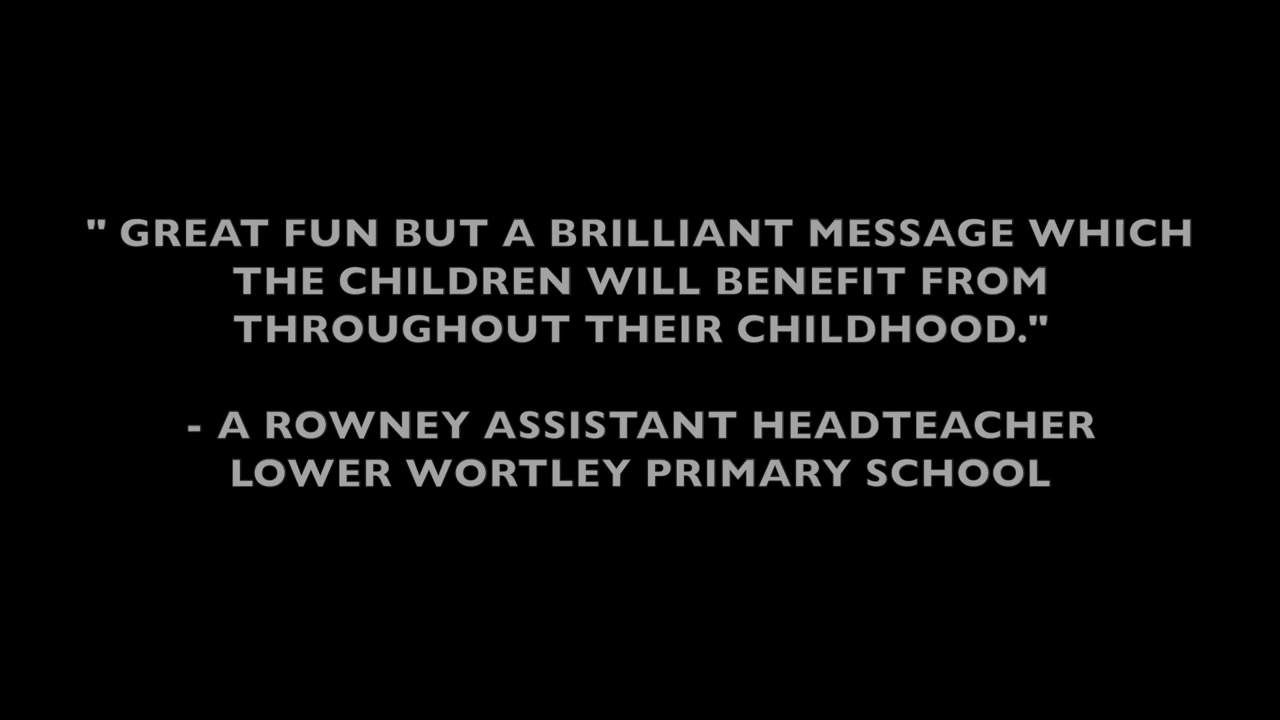 " GREAT FUN BUT A BRILLIANT MESSAGE WHICH
THE CHILDREN WILL BENEFIT FROM
THROUGHOUT THEIR CHILDHOOD."
- A ROWNEY ASSISTANT HEADTEACHER
LOWER WORTLEY PRIMARY SCHOOL